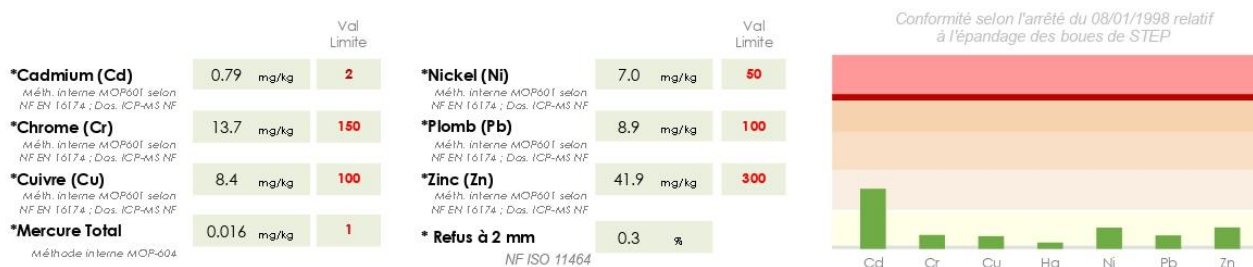 Val
Limite
*Cadmium (Cd) 0.79 mg/kg 2
Méth. interne MOP601 selon
NF EN 16174 ; Dos. ICP-MS NF
*Chrome (Cr) 13.7 mg/kg 150
Méth. interne MOP601 selon
NF EN 16174 ; Dos. ICP-MS NF
*Cuivre (Cu) 8.4 mg/kg 100
Méth. interne MOP601 selon
NF EN 16174 ; Dos. ICP-MS NF
*Mercure Total 0.016 mg/kg 1
Méthode interne MOP-604
Val
Limite
*Nickel (Ni) 7.0 mg/kg 50
Méth. interne MOP601 selon
NF EN 16174 ; Dos. ICP-MS NF
*Plomb (Pb) 8.9 mg/kg 100
Méth. interne MOP601 selon
NF EN 16174 ; Dos. ICP-MS NF
*Zinc (Zn) 41.9 mg/kg 300
Méth. interne MOP601 selon
NF EN 16174 ; Dos. ICP-MS NF
* Refus à 2 mm 0.3 %
NF ISO 11464
Conformité selon l'arrêté du 08/01/1998 relatif
à l'épandage des boues de STEP
Cd Cr Cu Hg Ni Pb Zn